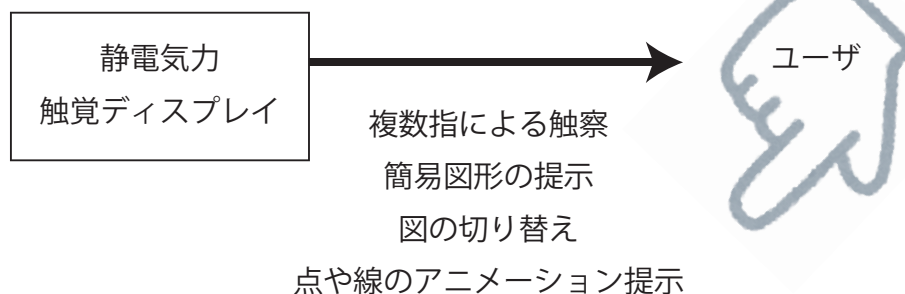 静電気力
触覚ディスプレイ
ユーザ
複数指による触察
簡易図形の提示
図の切り替え
点や線のアニメーション提示